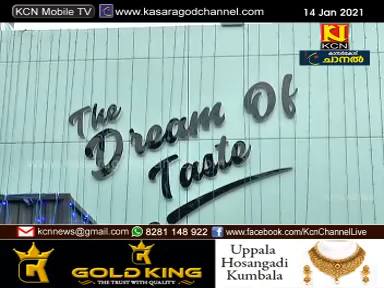 KCN Mobile TV
www.kasaragodchannel.com
14 Jan 2021
KCN
കാസർകോട്
ചാനൽ
The
Dream Of
Taste
kcnnews@gmail.com
8281 148 922
www.facebook.com/KcnChannelLive
GOLD KING
THE TRUST WITH QUALITY
Uppala
Hosangadi
Kumbala